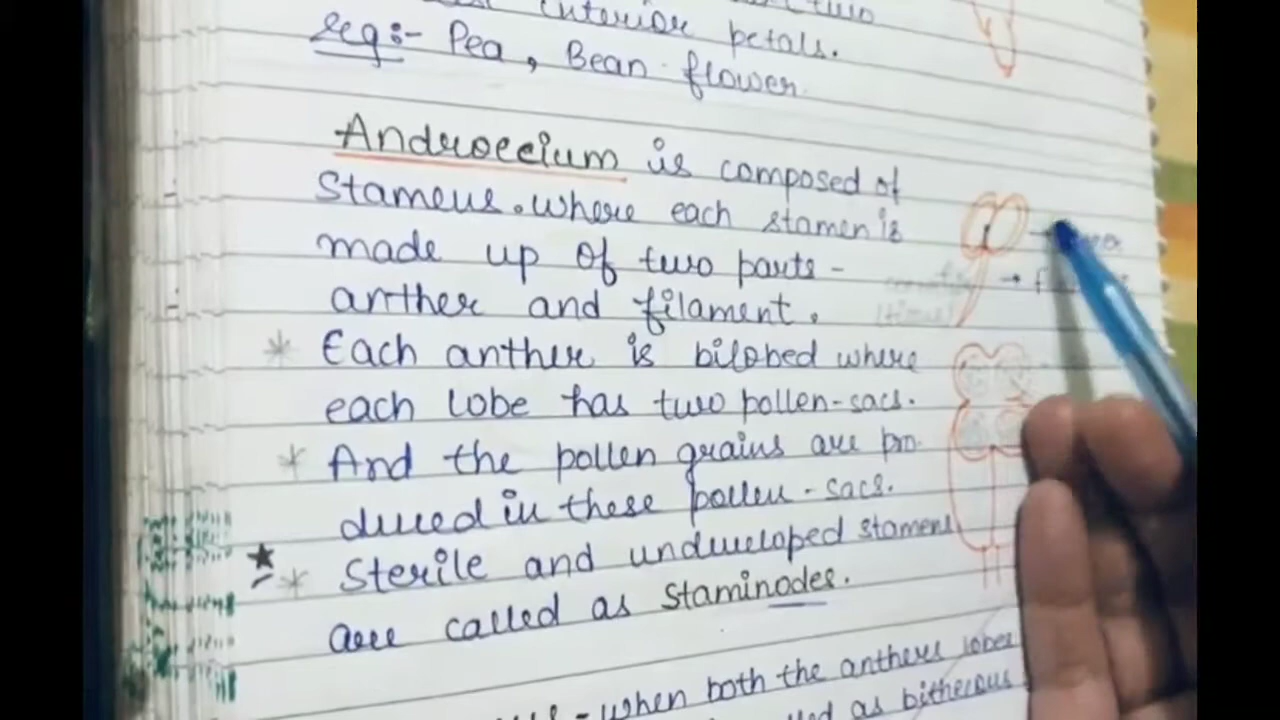 interior petals.
eg:- Pea, Bean flower.
Androecium is composed of
Stamens. where each stamen is
made up of two parts -
anther and filament.
* Each anther is bilobed where
each lobe has two pollen-sacs.
* And the pollen grains are pro
duced in these pollen-sacs.
* Sterile and undeveloped stamens
are called as Staminodes.
- when both the anthers lobes
as bithecous